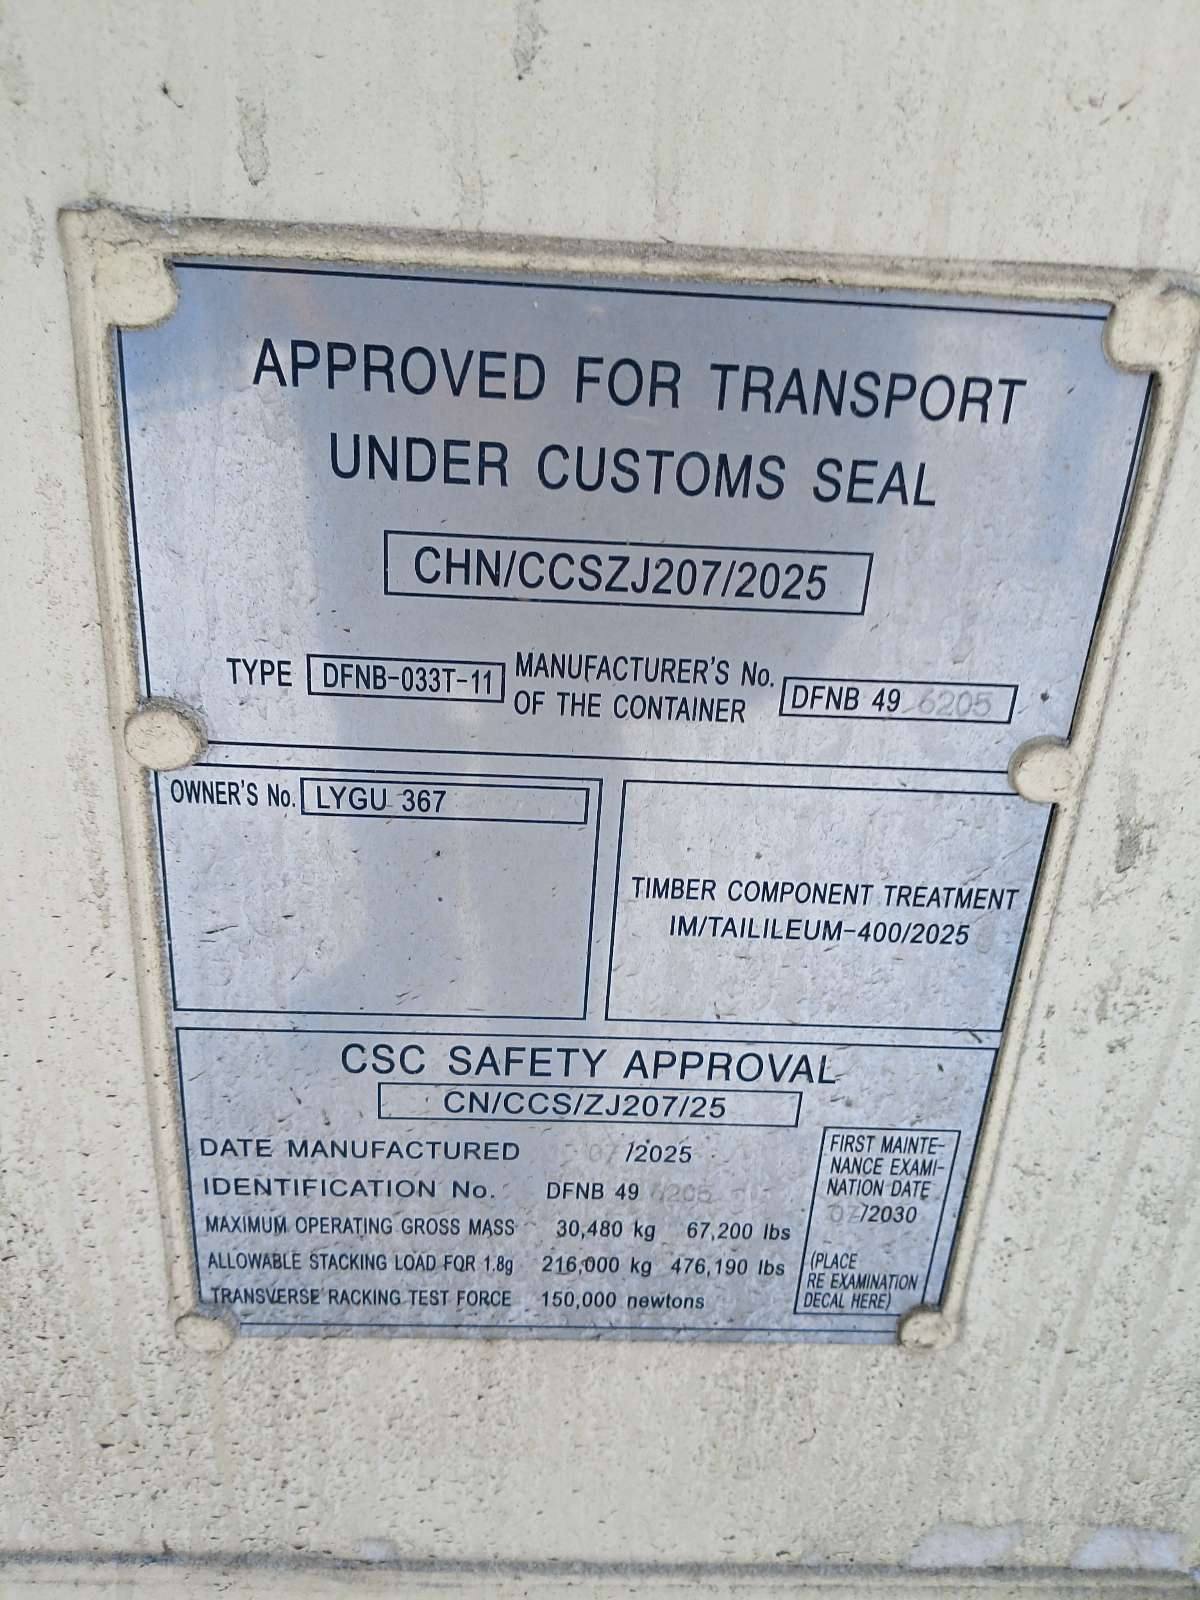 APPROVED FOR TRANSPORT
UNDER CUSTOMS SEAL
CHN/CCSZJ207/2025
TYPE DFNB-033T-11 MANUFACTURER'S No. OF THE CONTAINER DFNB 49 6205
OWNER'S No. LYGU 367
TIMBER COMPONENT TREATMENT
IM/TAILILEUM-400/2025
CSC SAFETY APPROVAL
CN/CCS/ZJ207/25
DATE MANUFACTURED 07/2025
IDENTIFICATION No. DFNB 49 6205
MAXIMUM OPERATING GROSS MASS 30,480 kg 67,200 lbs
ALLOWABLE STACKING LOAD FOR 1.8g 216,000 kg 476,190 lbs
TRANSVERSE RACKING TEST FORCE 150,000 newtons
FIRST MAINTE-
NANCE EXAMI-
NATION DATE
07/2030
(PLACE
RE EXAMINATION
DECAL HERE)